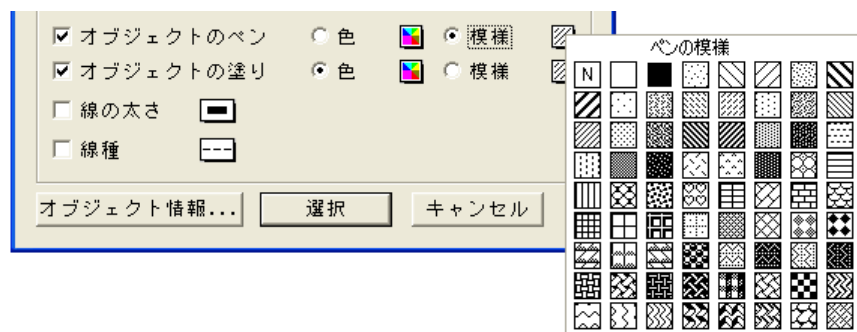 オブジェクトのペン 色 模様
オブジェクトの塗り 色 模様
線の太さ
線種
オブジェクト情報... 選択 キャンセル
ペンの模様
N